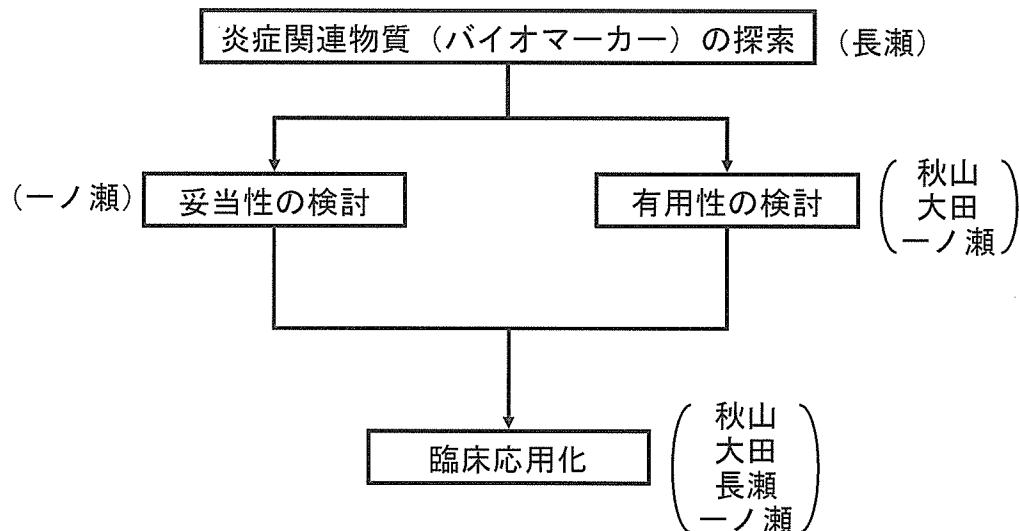 炎症関連物質（バイオマーカー）の探索 （長瀬）
（一ノ瀬） 妥当性の検討
有用性の検討
秋山
大田
一ノ瀬
臨床応用化
秋山
大田
長瀬
一ノ瀬